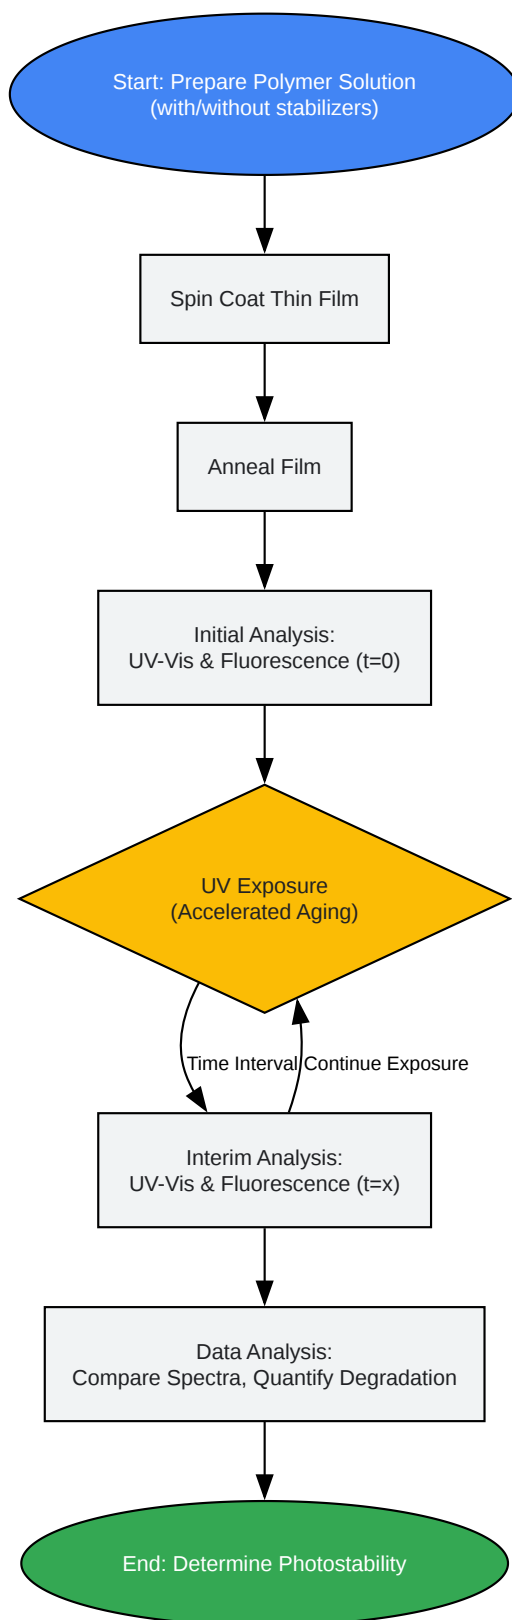 Start: Prepare Polymer Solution
(with/without stabilizers)
Spin Coat Thin Film
Anneal Film
Initial Analysis:
UV-Vis & Fluorescence (t=0)
UV Exposure
(Accelerated Aging)
Time Interval
Continue Exposure
Interim Analysis:
UV-Vis & Fluorescence (t=x)
Data Analysis:
Compare Spectra, Quantify Degradation
End: Determine Photostability